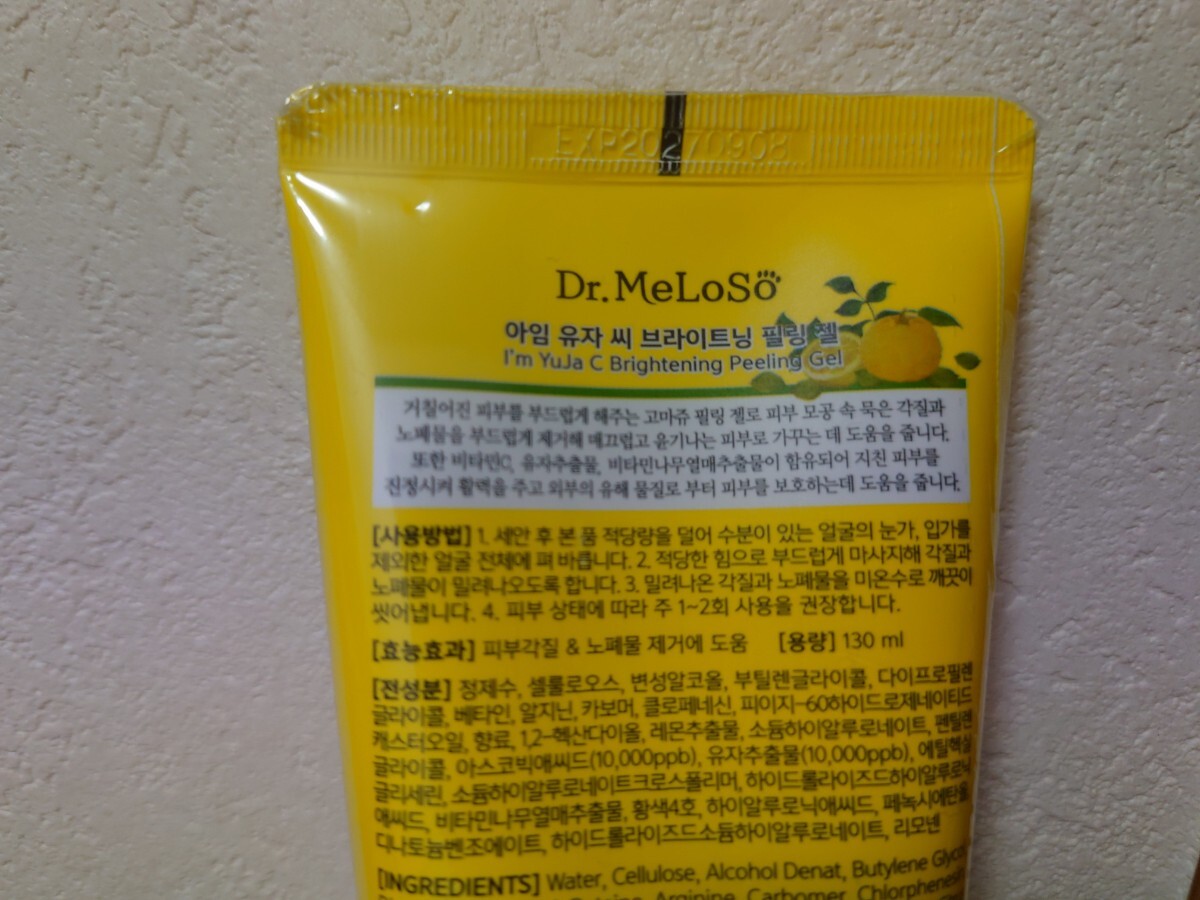 EXP20270908
Dr.MeLoSo
아임 유자 씨 브라이트닝 필링 젤
I'm YuJa C Brightening Peeling Gel
거칠어진 피부를 부드럽게 해주는 고마쥬 필링 젤로 피부 모공 속 묵은 각질과
노폐물을 부드럽게 제거해 매끄럽고 윤기나는 피부로 가꾸는 데 도움을 줍니다.
또한 비타민C, 유자추출물, 비타민나무열매추출물이 함유되어 지친 피부를
진정시켜 활력을 주고 외부의 유해 물질로 부터 피부를 보호하는데 도움을 줍니다.
[사용방법] 1. 세안 후 본 품 적당량을 덜어 수분이 있는 얼굴의 눈가, 입가를
제외한 얼굴 전체에 펴 바릅니다. 2. 적당한 힘으로 부드럽게 마사지해 각질과
노폐물이 밀려나오도록 합니다. 3. 밀려나온 각질과 노폐물을 미온수로 깨끗이
씻어냅니다. 4. 피부 상태에 따라 주 1~2회 사용을 권장합니다.
[효능효과] 피부각질 & 노폐물 제거에 도움 [용량] 130 ml
[전성분] 정제수, 셀룰로오스, 변성알코올, 부틸렌글라이콜, 다이프로필렌
글라이콜, 베타인, 알지닌, 카보머, 클로페네신, 피이지-60하이드로제네이티드
캐스터오일, 향료, 1,2-헥산다이올, 레몬추출물, 소듐하이알루로네이트, 펜틸렌
글라이콜, 아스코빅애씨드(10,000ppb), 유자추출물(10,000ppb), 에틸헥실
글리세린, 소듐하이알루로네이트크로스폴리머, 하이드롤라이즈드하이알루로닉
애씨드, 비타민나무열매추출물, 황색4호, 하이알루로닉애씨드, 페녹시에탄올,
디나토늄벤조에이트, 하이드롤라이즈드소듐하이알루로네이트, 리모넨
[INGREDIENTS] Water, Cellulose, Alcohol Denat, Butylene
Arginine, Carbomer,